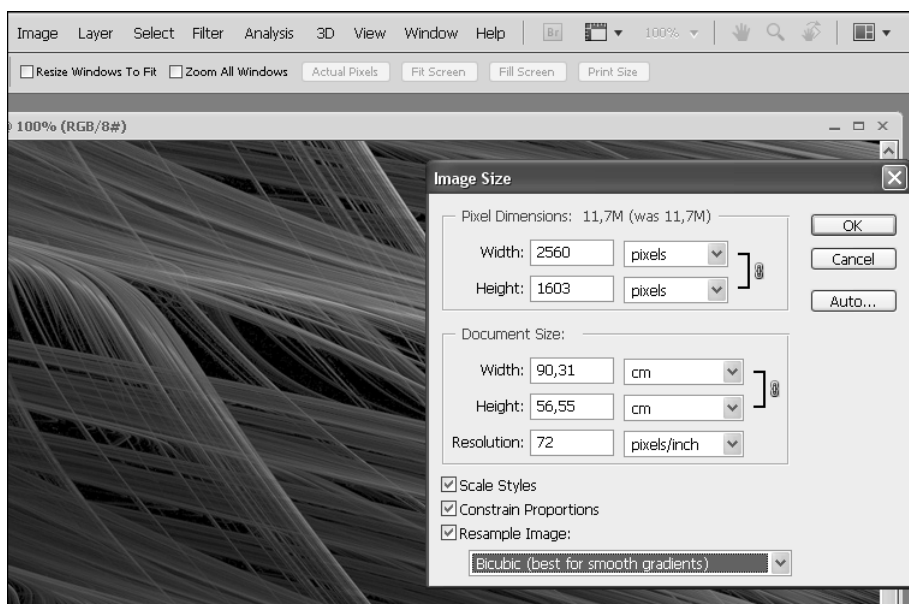 Image Layer Select Filter Analysis 3D View Window Help Br 100%
Resize Windows To Fit Zoom All Windows Actual Pixels Fit Screen Fill Screen Print Size
@ 100% (RGB/8#)
Image Size
Pixel Dimensions: 11,7M (was 11,7M)
OK
Width: 2560 pixels
Cancel
Height: 1603 pixels
Auto...
Document Size:
Width: 90,31 cm
Height: 56,55 cm
Resolution: 72 pixels/inch
Scale Styles
Constrain Proportions
Resample Image:
Bicubic (best for smooth gradients)